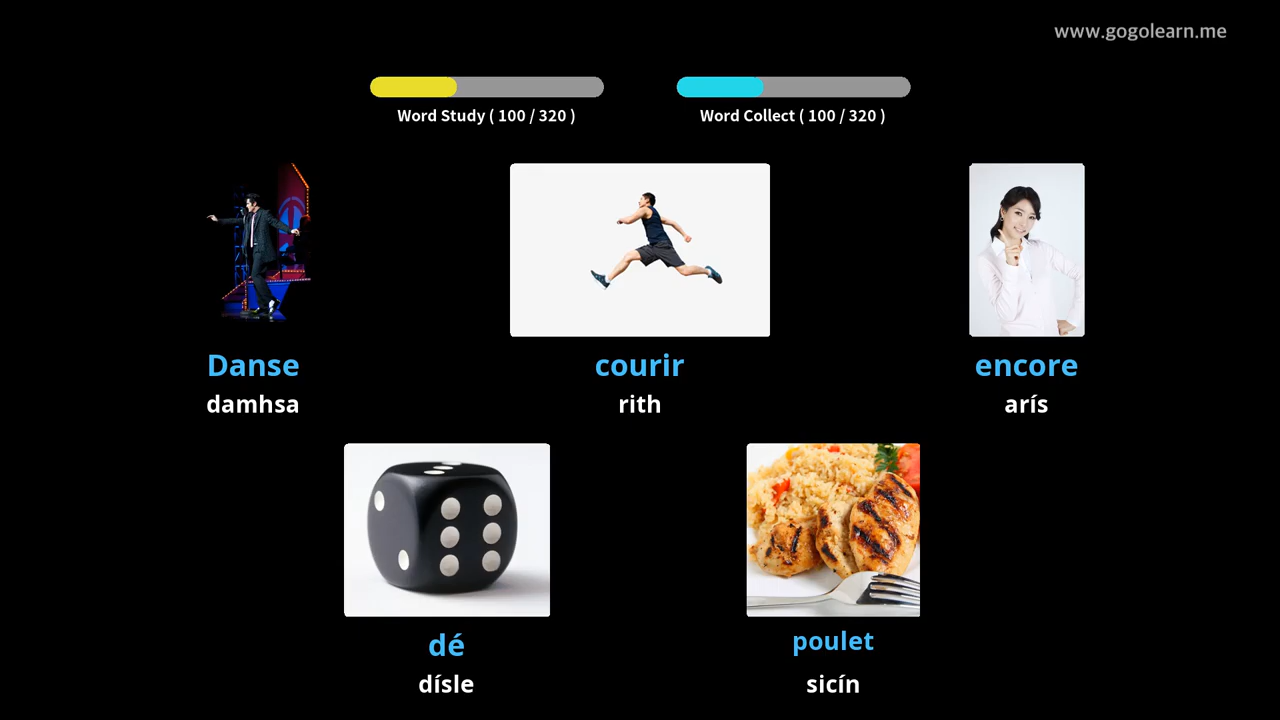 www.gogolearn.me
Word Study ( 100 / 320 )
Word Collect ( 100 / 320 )
Danse
damhsa
courir
rith
encore
arís
dé
dísle
poulet
sicín